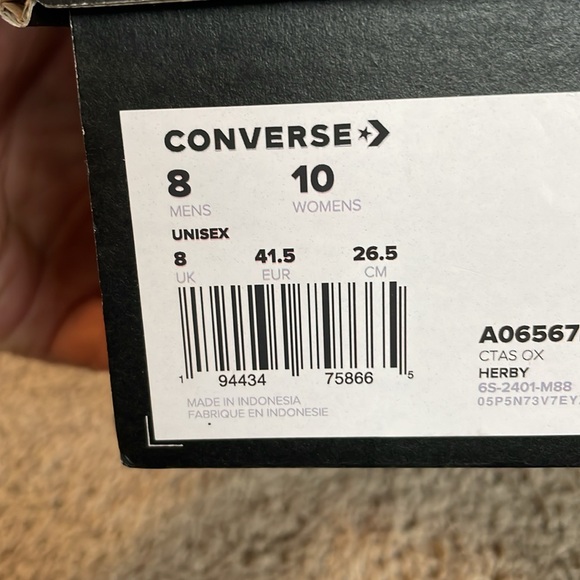 CONVERSE
8 10
MENS WOMENS
UNISEX
8 41.5 26.5
UK EUR CM
1 94434 75866 5
MADE IN INDONESIA
FABRIQUE EN INDONESIE
A06567
CTAS OX
HERBY
6S-2401-M88
05P5N73V7EY